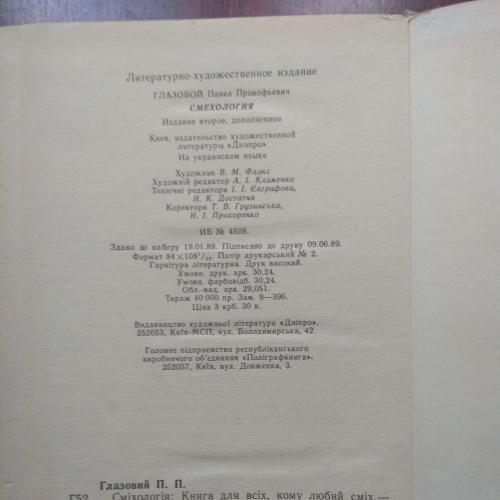 Литературно-художественное издание
ГЛАЗОВОЙ Павел Прокофьевич
СМЕХОЛОГИЯ
Издание второе, дополненное
Киев, издательство художественной
литературы «Дніпро»
На украинском языке
Художник В. М. Флакс
Художній редактор А. І. Клименко
Технічні редактори І. І. Євграфова,
Н. К. Достатня
Коректори Т. В. Грузинська,
Н. І. Прохоренко
ИБ № 4608.
Здано до набору 19.01.89. Підписано до друку 09.06.89.
Формат 84×108¹/₃₂. Папір друкарський № 2.
Гарнітура літературна. Друк високий.
Умовн. друк. арк. 30,24.
Умовн. фарбовідб. 30,24.
Обл.-вид. арк. 29,051.
Тираж 40 000 пр. Зам. 9—396.
Ціна 3 крб. 30 к.
Видавництво художньої літератури «Дніпро».
252053, Київ-МСП, вул. Володимирська, 42.
Головне підприємство республіканського
виробничого об'єднання «Поліграфкнига».
252057, Київ, вул. Довженка, 3.
Глазовий П. П.
Г52 Сміхологія: Книга для всіх, кому любий сміх.—